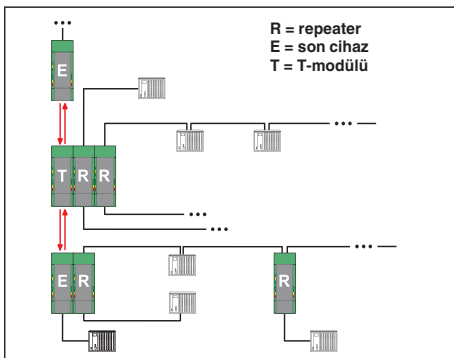 •••
R = repeater
E = son cihaz
T = T-modülü
E
•••
T R R
•••
•••
•••
E R
R